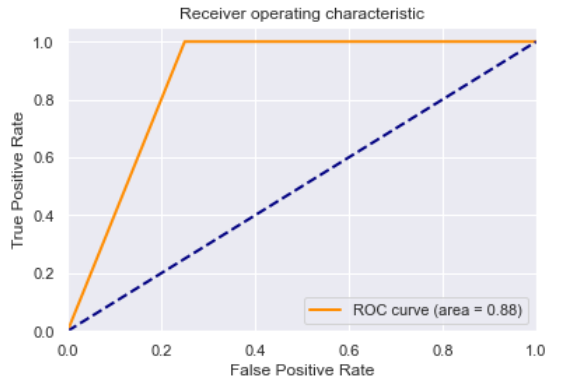 Receiver operating characteristic
1.0
0.8
0.6
0.4
0.2
0.0
True Positive Rate
ROC curve (area = 0.88)
0.0 0.2 0.4 0.6 0.8 1.0
False Positive Rate